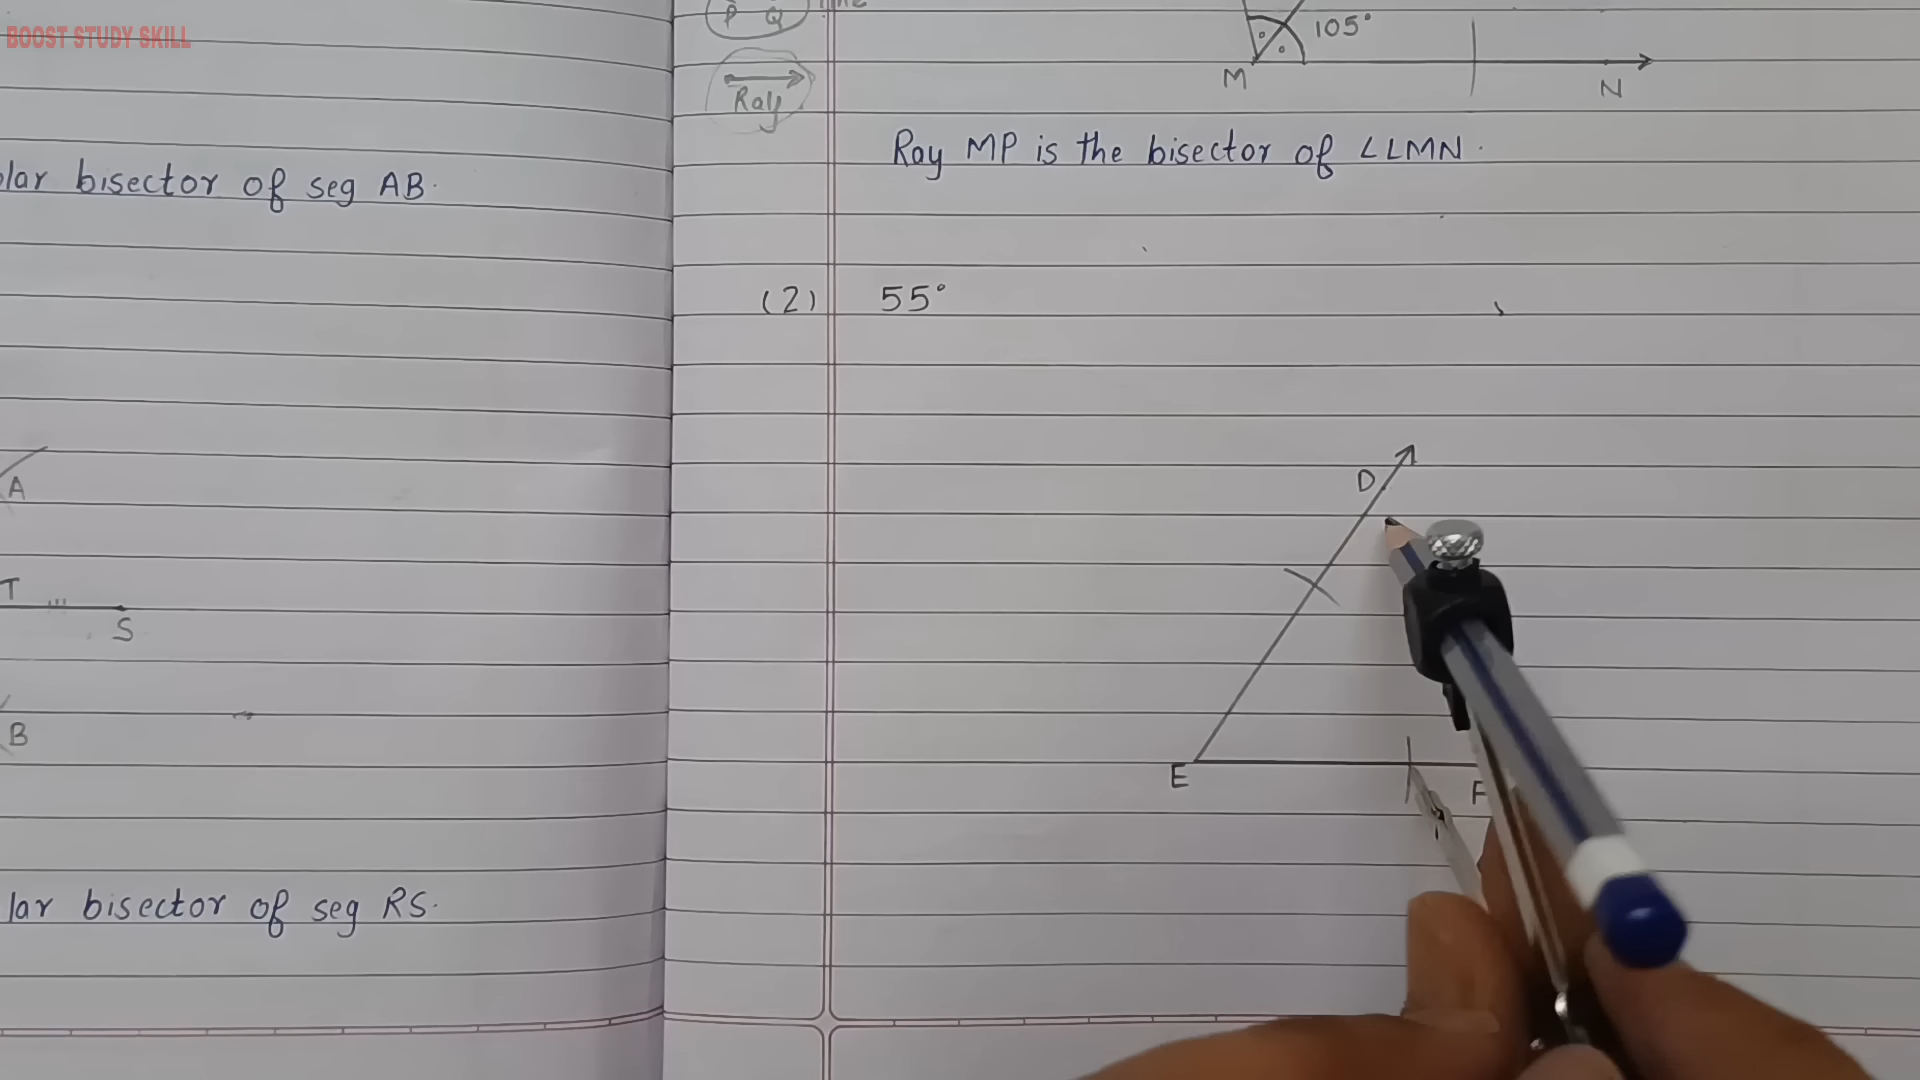 BOOST STUDY SKILL
P Q
105°
M
N
Ray
Ray MP is the bisector of ∠LMN.
bisector of seg AB.
(2) 55°
D
A
T
S
E
F
B
lar bisector of seg RS.